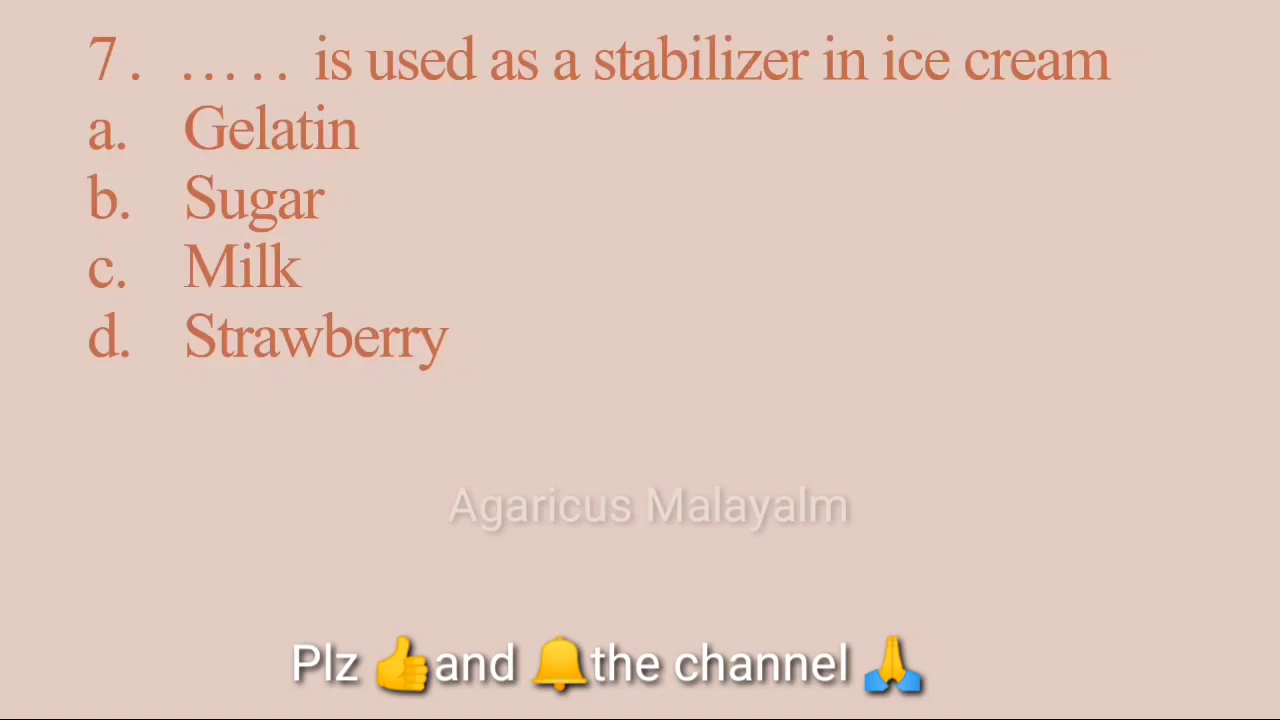 7. ..... is used as a stabilizer in ice cream
a. Gelatin
b. Sugar
c. Milk
d. Strawberry
Agaricus Malayalm
Plz 👍and 🔔the channel 🙏